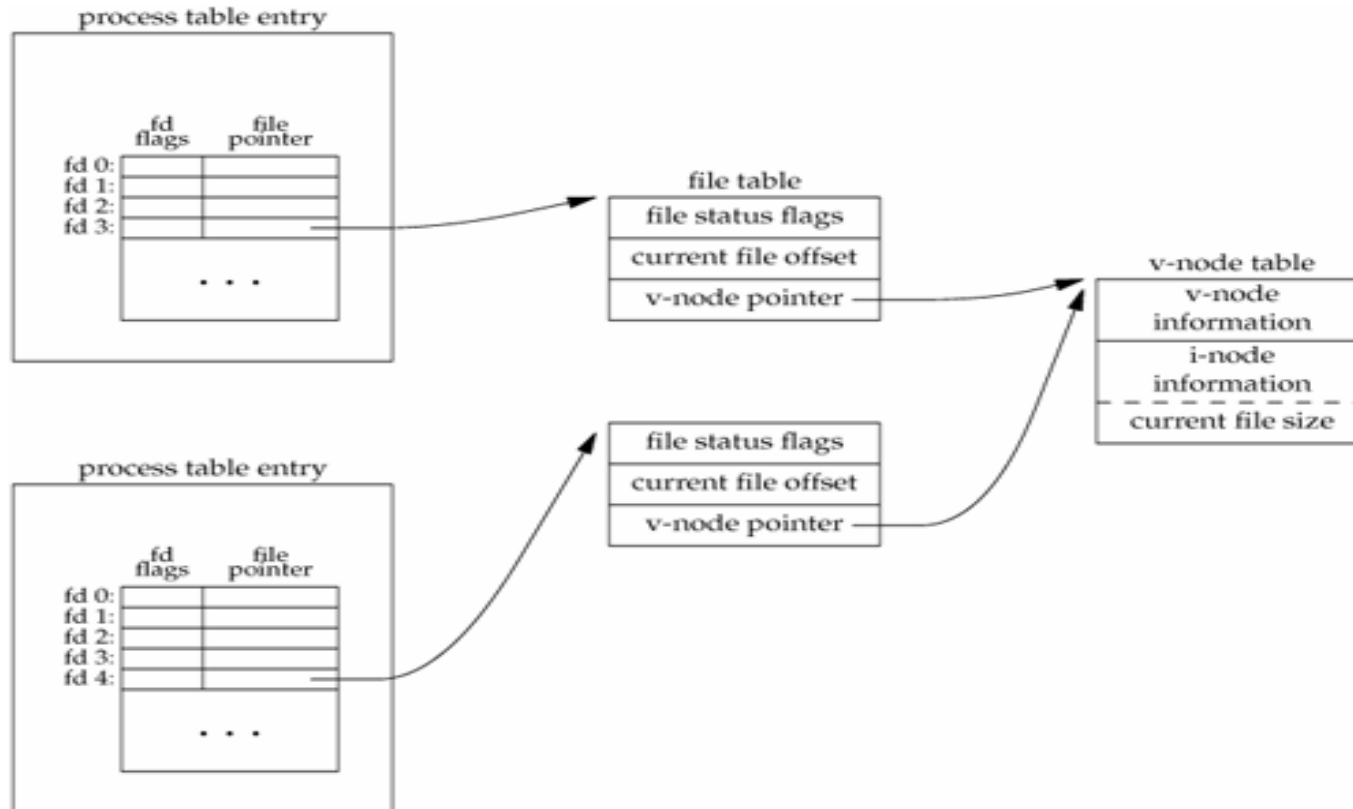 process table entry
fd flags
file pointer
fd 0:
fd 1:
fd 2:
fd 3:
. . .
file table
file status flags
current file offset
v-node pointer
v-node table
v-node
information
i-node
information
current file size
file status flags
current file offset
v-node pointer
process table entry
fd flags
file pointer
fd 0:
fd 1:
fd 2:
fd 3:
fd 4:
. . .